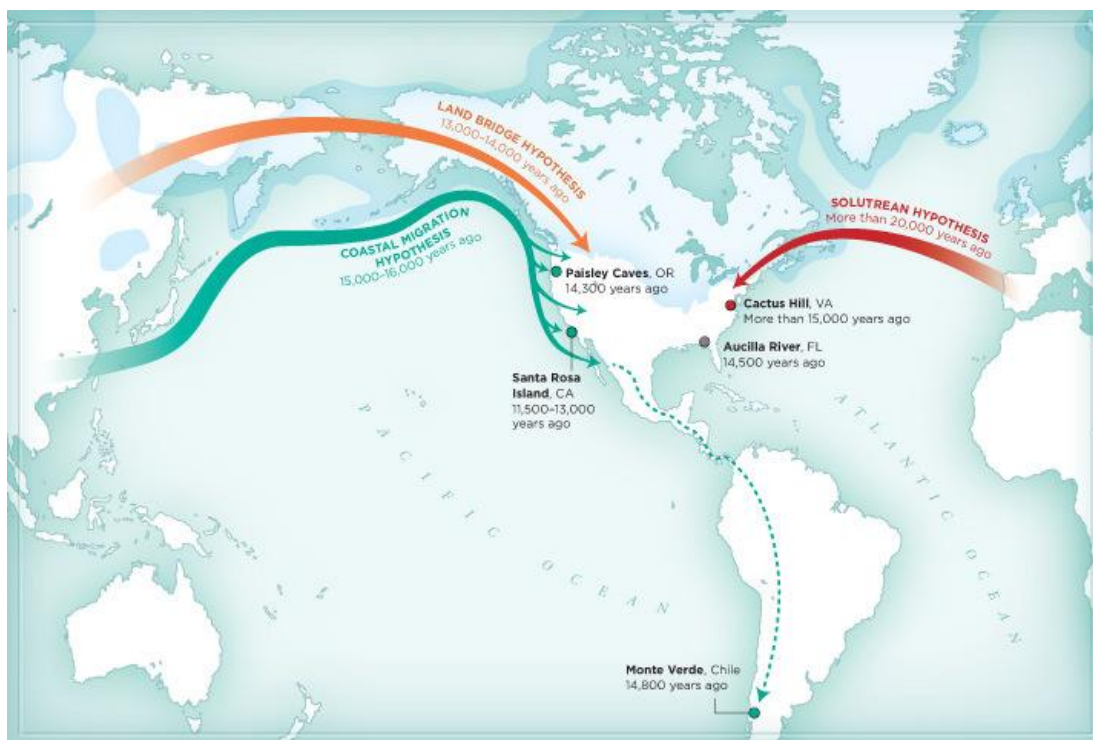 LAND BRIDGE HYPOTHESIS
13,000–14,000 years ago
COASTAL MIGRATION
HYPOTHESIS
15,000–16,000 years ago
SOLUTREAN HYPOTHESIS
More than 20,000 years ago
Paisley Caves, OR
14,300 years ago
Cactus Hill, VA
More than 15,000 years ago
Aucilla River, FL
14,500 years ago
Santa Rosa
Island, CA
11,500–13,000
years ago
PACIFIC OCEAN
ATLANTIC OCEAN
Monte Verde, Chile
14,800 years ago